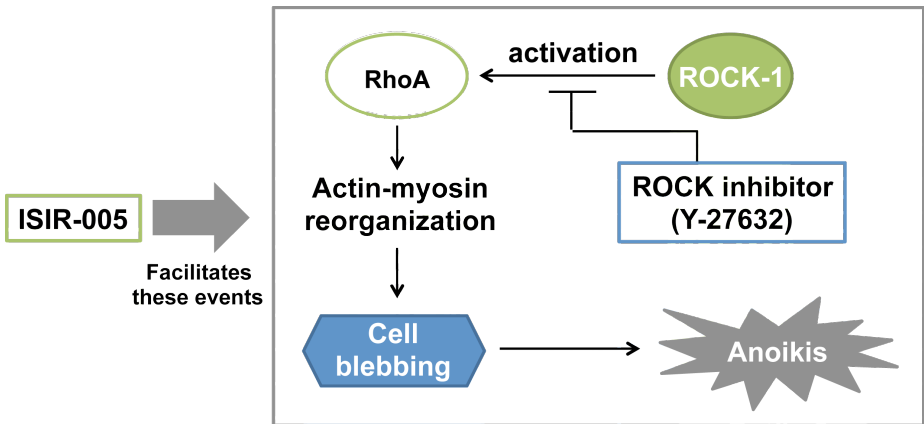 activation
RhoA
ROCK-1
Actin-myosin
reorganization
ROCK inhibitor
(Y-27632)
ISIR-005
Facilitates
these events
Cell
blebbing
Anoikis